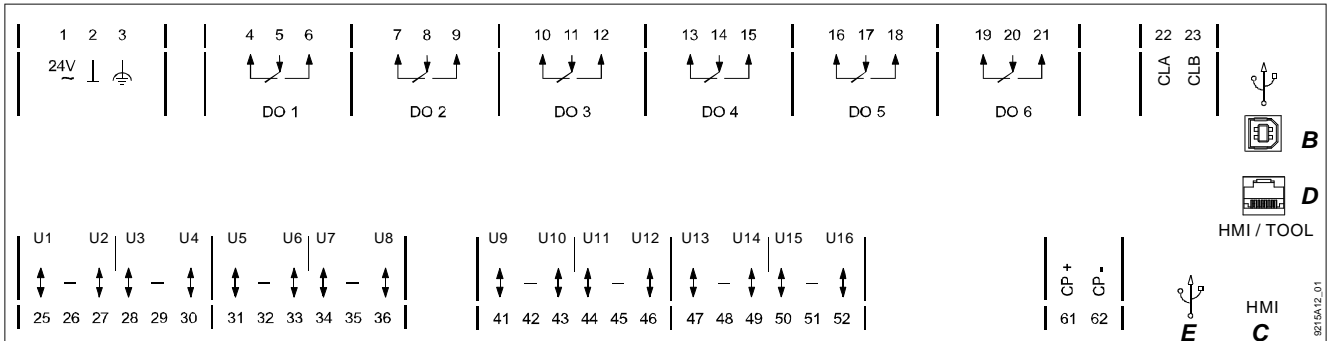 1 2 3 4 5 6 7 8 9 10 11 12 13 14 15 16 17 18 19 20 21 22 23
24V ~ CLA CLB
DO 1 DO 2 DO 3 DO 4 DO 5 DO 6
B
D
HMI / TOOL
U1 U2 U3 U4 U5 U6 U7 U8 U9 U10 U11 U12 U13 U14 U15 U16
CP + CP -
25 26 27 28 29 30 31 32 33 34 35 36 41 42 43 44 45 46 47 48 49 50 51 52 61 62 HMI
E C
9215A12_01